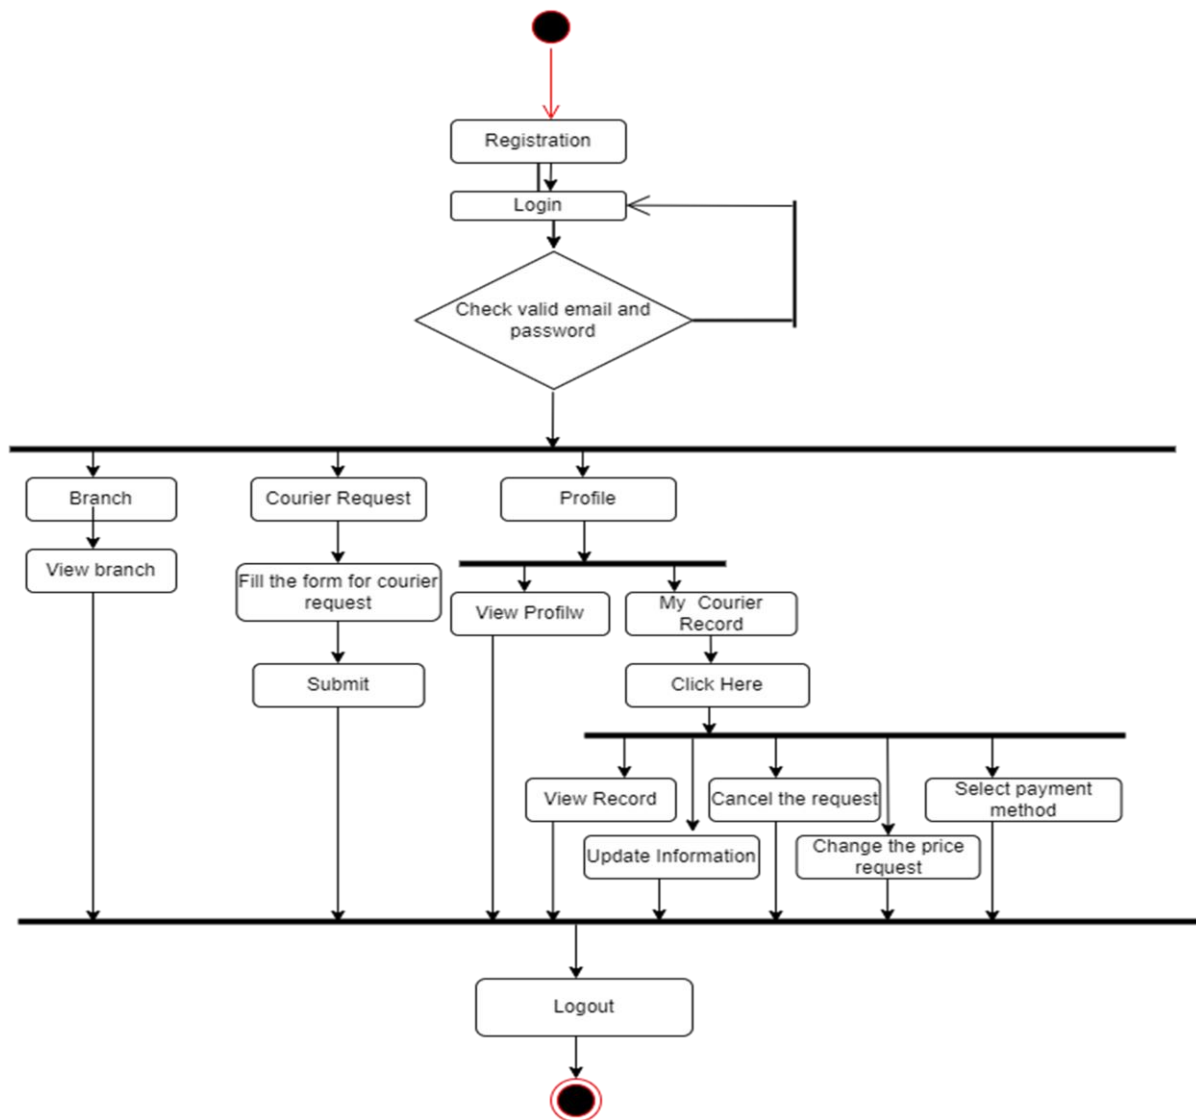 Registration
Login
Check valid email and
password
Branch
Courier Request
Profile
View branch
Fill the form for courier
request
View Profilw
My Courier
Record
Submit
Click Here
View Record
Cancel the request
Select payment
method
Update Information
Change the price
request
Logout